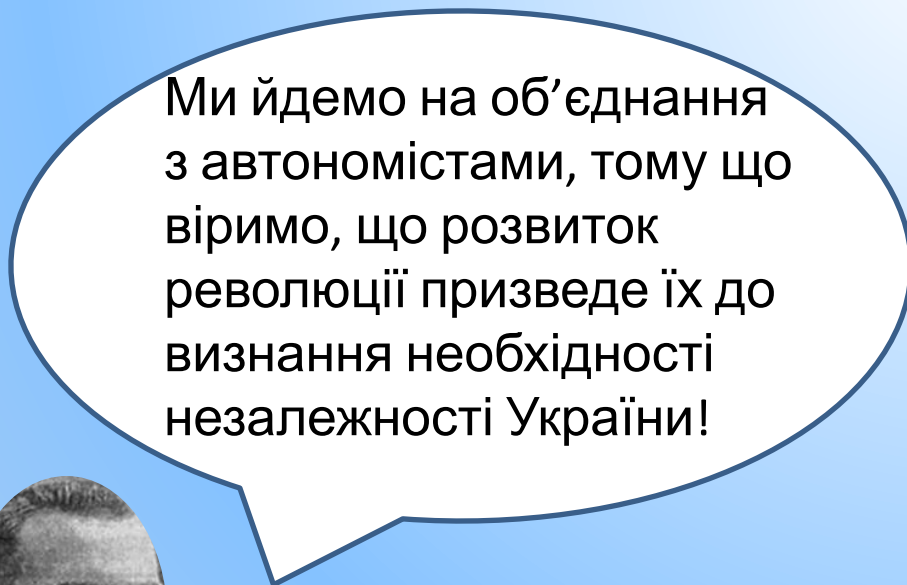 Ми йдемо на об’єднання
з автономістами, тому що
віримо, що розвиток
революції призведе їх до
визнання необхідності
незалежності України!